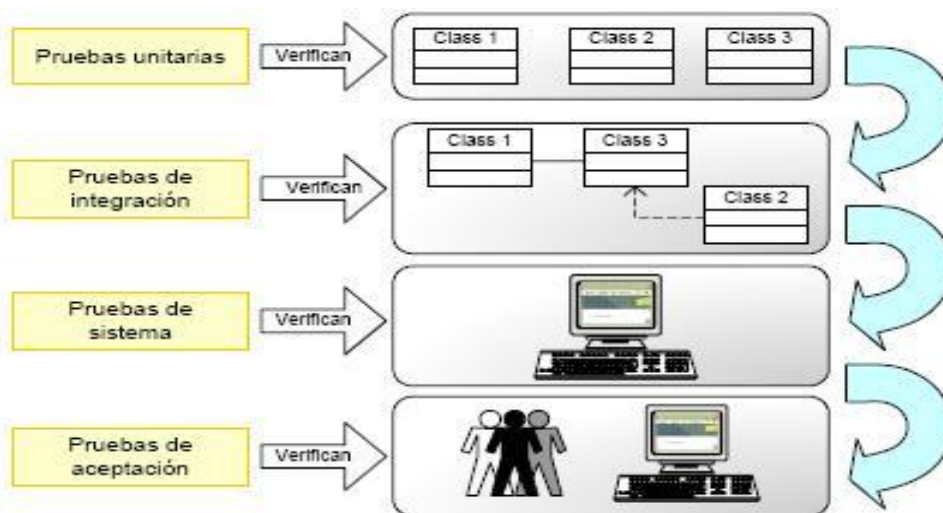 Pruebas unitarias
Verifican
Class 1
Class 2
Class 3
Pruebas de
integración
Verifican
Class 1
Class 3
Class 2
Pruebas de
sistema
Verifican
Pruebas de
aceptación
Verifican